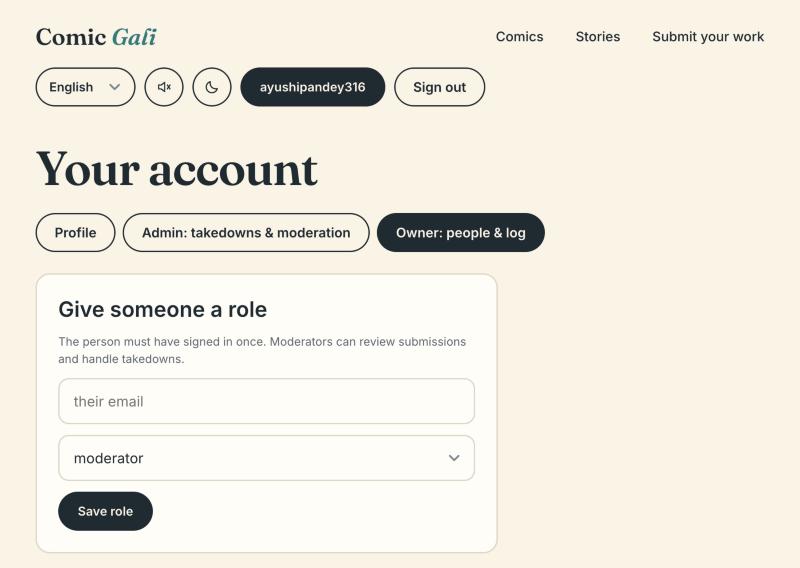 Comic Gali
Comics Stories Submit your work
English ayushipandey316 Sign out
Your account
Profile Admin: takedowns & moderation Owner: people & log
Give someone a role
The person must have signed in once. Moderators can review submissions
and handle takedowns.
their email
moderator
Save role